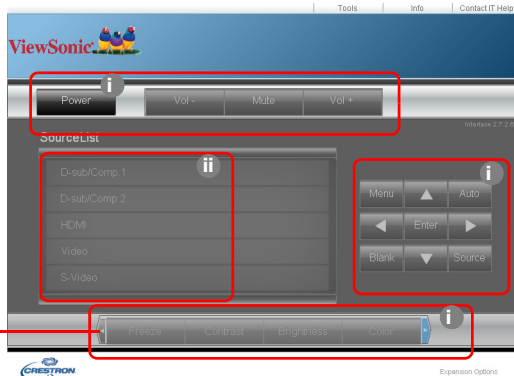 Tools Info Contact IT Help
ViewSonic
i
Power Vol - Mute Vol +
Interface 2.7.2.6
SourceList
ii
i
D-sub/Comp.1
D-sub/Comp.2
HDMI
Video
S-Video
Menu Auto
Enter
Blank Source
i
Freeze Contrast Brightness Color
CRESTRON
Expansion Options